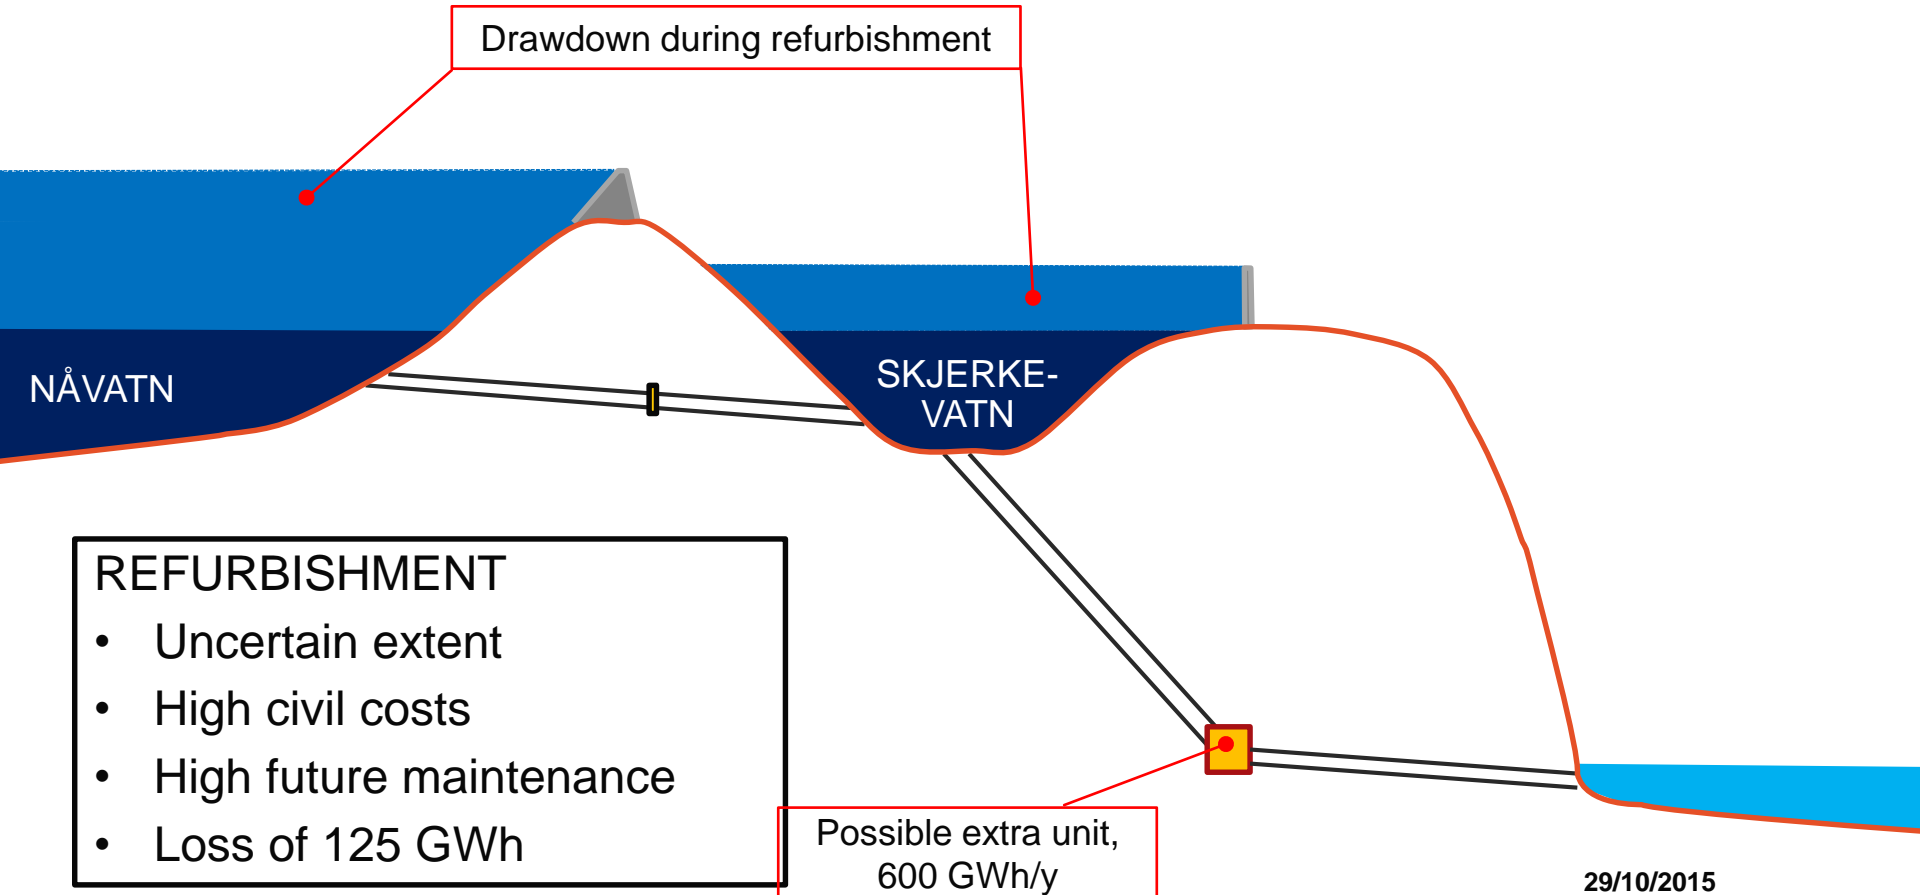 Drawdown during refurbishment
NÅVATN
SKJERKE-
VATN
REFURBISHMENT
• Uncertain extent
• High civil costs
• High future maintenance
• Loss of 125 GWh
Possible extra unit,
600 GWh/y
29/10/2015